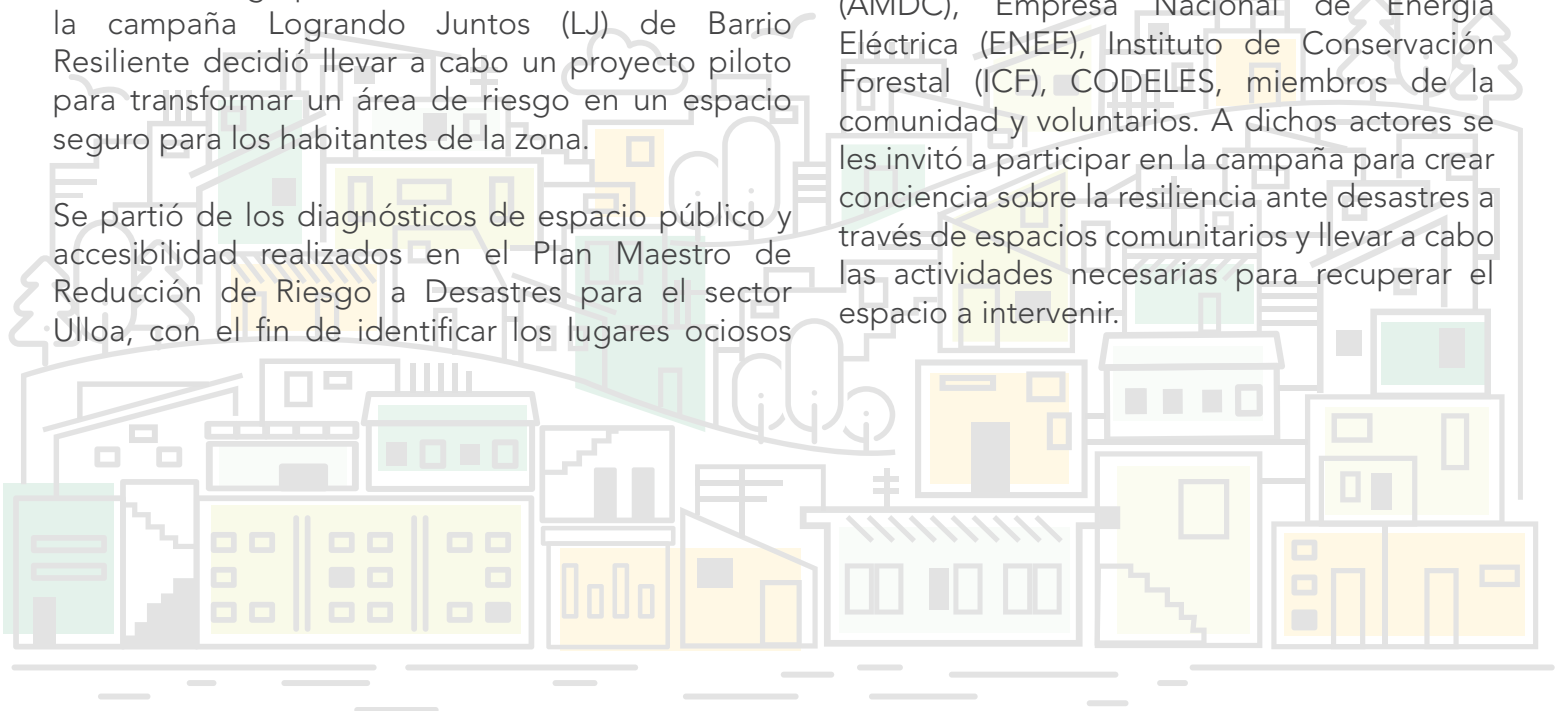 la campaña Logrando Juntos (LJ) de Barrio
Resiliente decidió llevar a cabo un proyecto piloto
para transformar un área de riesgo en un espacio
seguro para los habitantes de la zona.
Se partió de los diagnósticos de espacio público y
accesibilidad realizados en el Plan Maestro de
Reducción de Riesgo a Desastres para el sector
Ulloa, con el fin de identificar los lugares ociosos
(AMDC), Empresa Nacional de Energía
Eléctrica (ENEE), Instituto de Conservación
Forestal (ICF), CODELES, miembros de la
comunidad y voluntarios. A dichos actores se
les invitó a participar en la campaña para crear
conciencia sobre la resiliencia ante desastres a
través de espacios comunitarios y llevar a cabo
las actividades necesarias para recuperar el
espacio a intervenir.